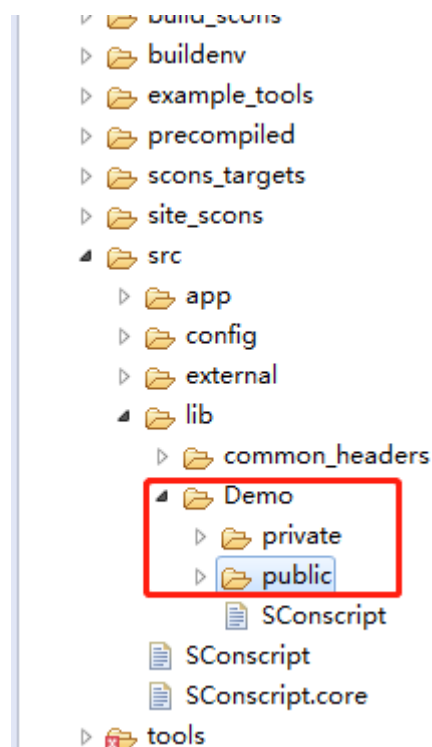 build_scons
buildenv
example_tools
precompiled
scons_targets
site_scons
src
app
config
external
lib
common_headers
Demo
private
public
SConscript
SConscript
SConscript.core
tools